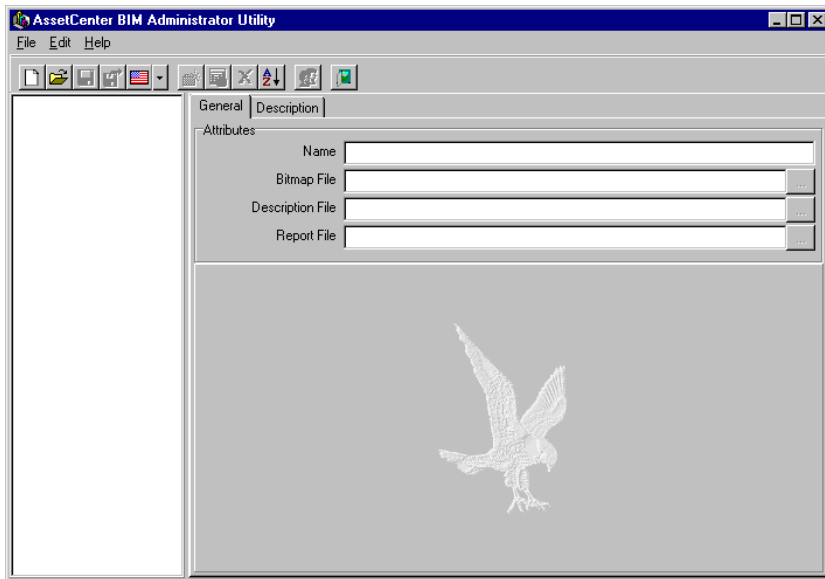 AssetCenter BIM Administrator Utility
File Edit Help
A
Z
General Description
Attributes
Name
Bitmap File
...
Description File
...
Report File
...